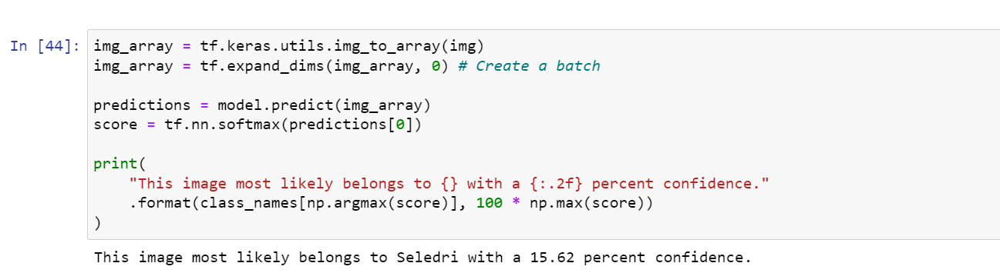 In [44]: img_array = tf.keras.utils.img_to_array(img)
img_array = tf.expand_dims(img_array, 0) # Create a batch
predictions = model.predict(img_array)
score = tf.nn.softmax(predictions[0])
print(
"This image most likely belongs to {} with a {:.2f} percent confidence."
.format(class_names[np.argmax(score)], 100 * np.max(score))
)
This image most likely belongs to Seledri with a 15.62 percent confidence.